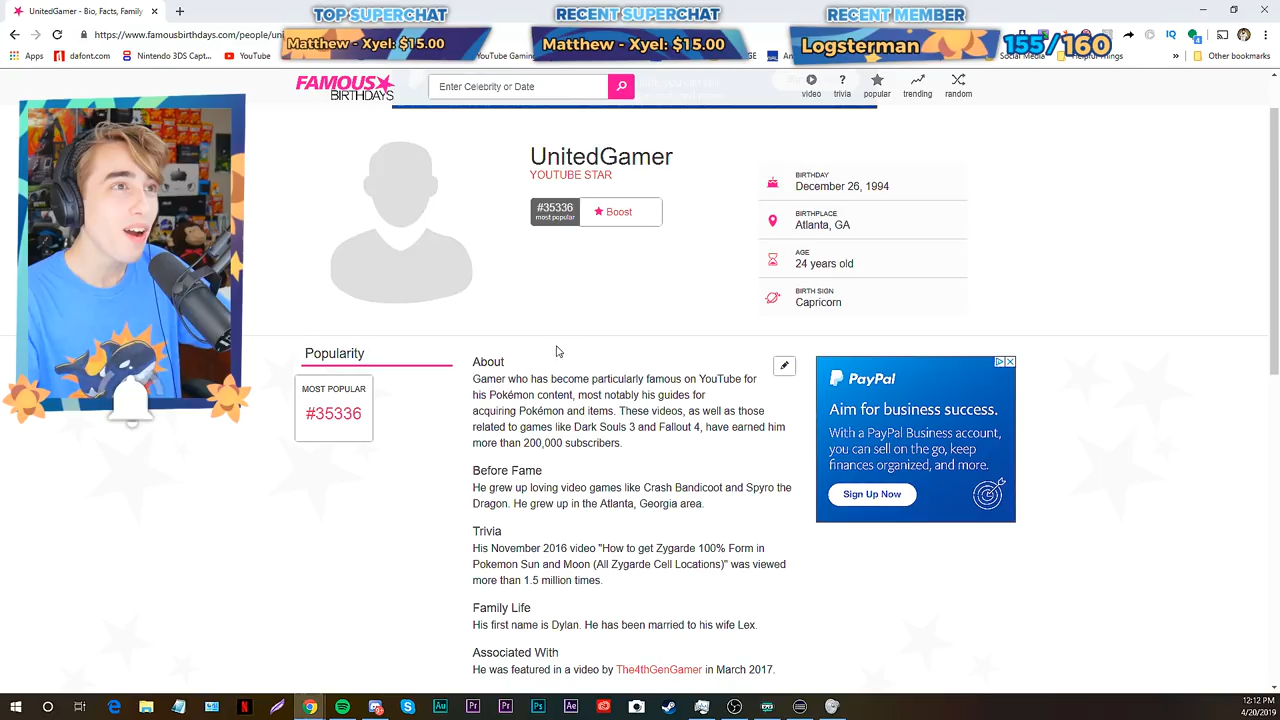 UnitedGamer - Bio, Facts, Family
TOP SUPERCHAT
RECENT SUPERCHAT
RECENT MEMBER
https://www.famousbirthdays.com/people/uni
Matthew - Xyel: $15.00
Matthew - Xyel: $15.00
Logsterman
155/160
Apps
dafont.com
Nintendo 3DS Capt...
YouTube
YouTube Gaming
Social Media
Helpful Things
»
Other bookmarks
FAMOUS
BIRTHDAYS
Enter Celebrity or Date
video
trivia
popular
trending
random
UnitedGamer
YOUTUBE STAR
#35336
most popular
Boost
BIRTHDAY
December 26, 1994
BIRTHPLACE
Atlanta, GA
AGE
24 years old
BIRTH SIGN
Capricorn
Popularity
MOST POPULAR
#35336
About
Gamer who has become particularly famous on YouTube for
his Pokémon content, most notably his guides for
acquiring Pokémon and items. These videos, as well as those
related to games like Dark Souls 3 and Fallout 4, have earned him
more than 200,000 subscribers.
Before Fame
He grew up loving video games like Crash Bandicoot and Spyro the
Dragon. He grew up in the Atlanta, Georgia area.
Trivia
His November 2016 video "How to get Zygarde 100% Form in
Pokemon Sun and Moon (All Zygarde Cell Locations)" was viewed
more than 1.5 million times.
Family Life
His first name is Dylan. He has been married to his wife Lex.
Associated With
He was featured in a video by The4thGenGamer in March 2017.
PayPal
Aim for business success.
With a PayPal Business account,
you can sell on the go, keep
finances organized, and more.
Sign Up Now
12:12 PM
4/20/2019